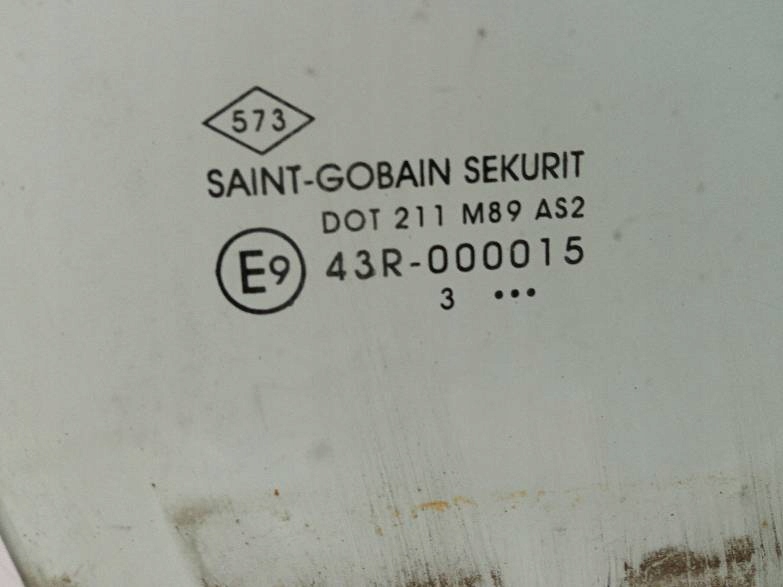 573
SAINT-GOBAIN SEKURIT
DOT 211 M89 AS2
E9 43R-000015
3 •••